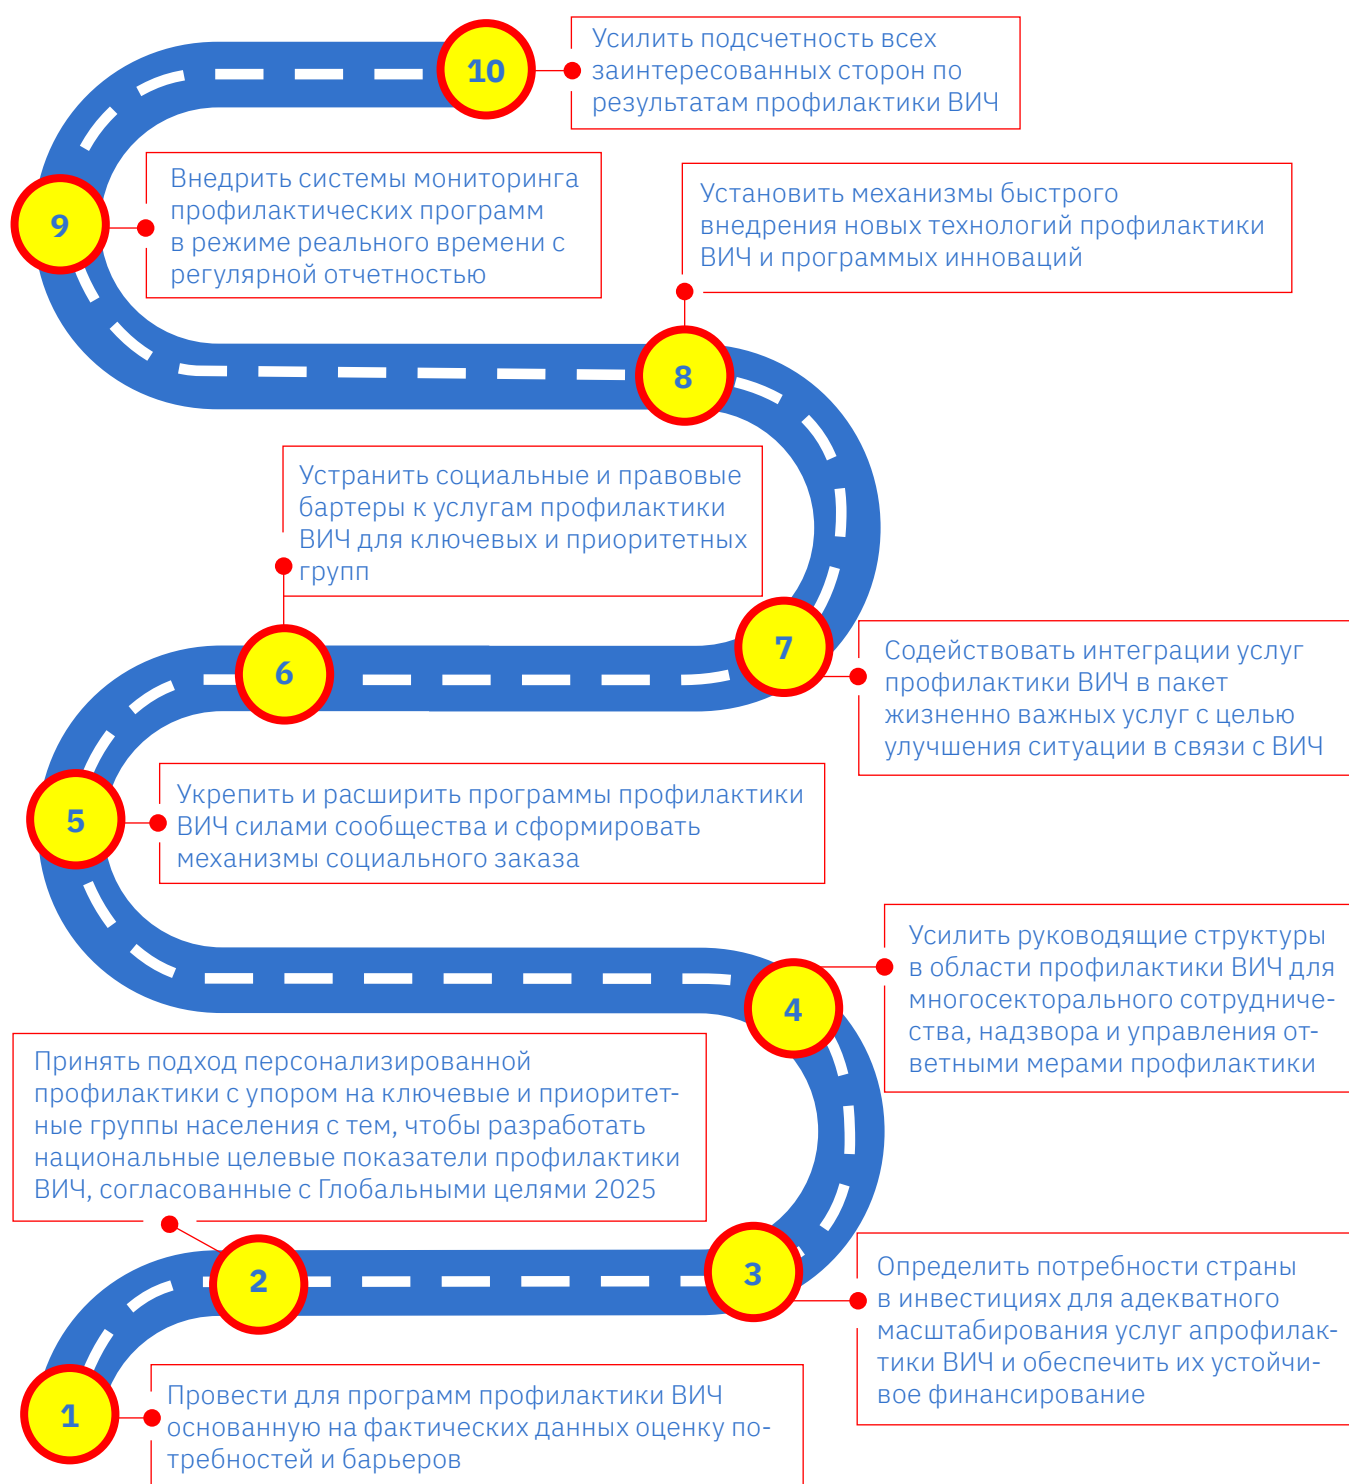 10
Усилить подсчетность всех
заинтересованных сторон по
результатам профилактики ВИЧ
9
Внедрить системы мониторинга
профилактических программ
в режиме реального времени с
регулярной отчетностью
Установить механизмы быстрого
внедрения новых технологий профилактики
ВИЧ и программых инноваций
8
Устранить социальные и правовые
бартеры к услугам профилактики
ВИЧ для ключевых и приоритетных
групп
6
7
Содействовать интеграции услуг
профилактики ВИЧ в пакет
жизненно важных услуг с целью
улучшения ситуации в связи с ВИЧ
5
Укрепить и расширить программы профилактики
ВИЧ силами сообщества и сформировать
механизмы социального заказа
4
Усилить руководящие структуры
в области профилактики ВИЧ для
многосекторального сотрудниче-
ства, надзвора и управления от-
ветными мерами профилактики
Принять подход персонализированной
профилактики с упором на ключевые и приоритет-
ные группы населения с тем, чтобы разработать
национальные целевые показатели профилактики
ВИЧ, согласованные с Глобальными целями 2025
2
3
Определить потребности страны
в инвестициях для адекватного
масштабирования услуг апрофилак-
тики ВИЧ и обеспечить их устойчи-
вое финансирование
1
Провести для программ профилактики ВИЧ
основанную на фактических данных оценку по-
требностей и барьеров